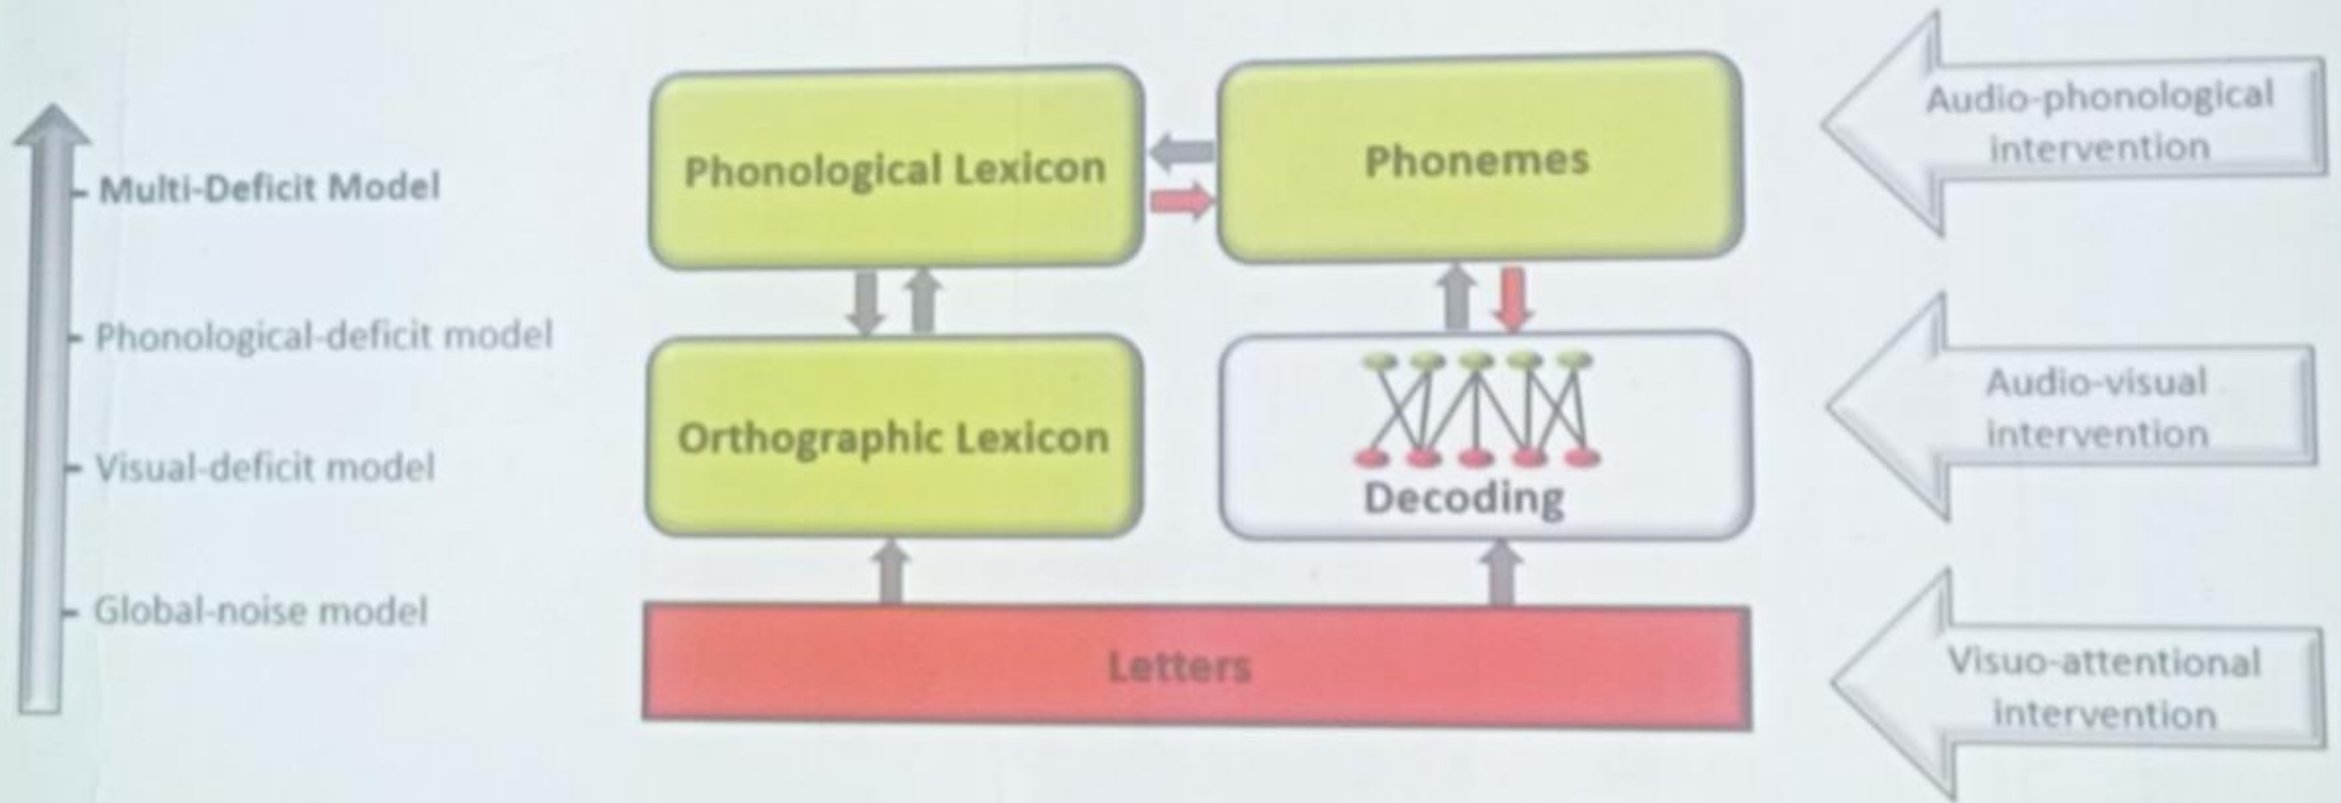 Multi-Deficit Model
Phonological-deficit model
Visual-deficit model
Global-noise model
Phonological Lexicon
Phonemes
Orthographic Lexicon
Decoding
Letters
Audio-phonological
intervention
Audio-visual
intervention
Visuo-attentional
intervention